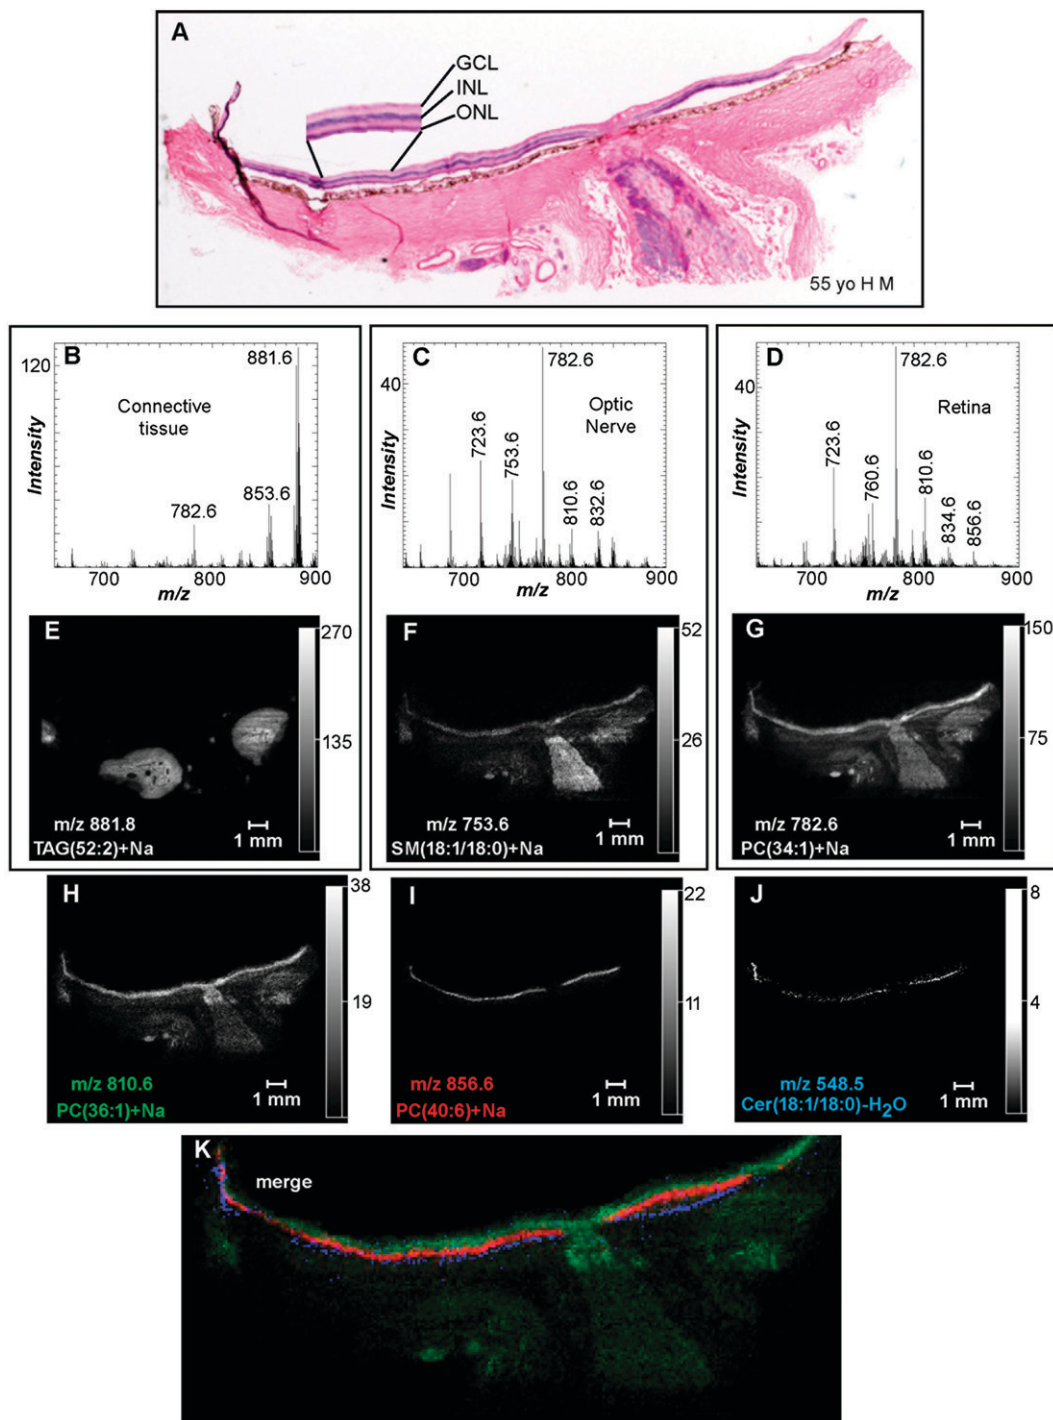 A
GCL
INL
ONL
55 yo H M
B
120
881.6
Connective
tissue
853.6
782.6
Intensity
700
800
900
m/z
C
40
782.6
Optic
Nerve
723.6
753.6
810.6
832.6
Intensity
700
800
900
m/z
D
40
782.6
Retina
723.6
760.6
810.6
834.6
856.6
Intensity
700
800
900
m/z
E
270
135
m/z 881.8
TAG(52:2)+Na
1 mm
F
52
26
m/z 753.6
SM(18:1/18:0)+Na
1 mm
G
150
75
m/z 782.6
PC(34:1)+Na
1 mm
H
38
19
m/z 810.6
PC(36:1)+Na
1 mm
I
22
11
m/z 856.6
PC(40:6)+Na
1 mm
J
8
4
m/z 548.5
Cer(18:1/18:0)-H₂O
1 mm
K
merge